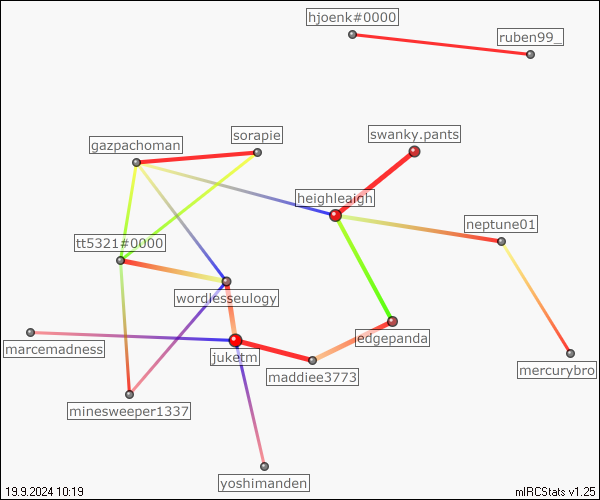 hjoenk#0000
ruben99_
sorapie
swanky.pants
gazpachoman
heighleaigh
neptune01
tt5321#0000
wordlesseulogy
edgepanda
marcemadness
juketm
maddiee3773
mercurybro
minesweeper1337
yoshimanden
19.9.2024 10:19
mIRCStats v1.25